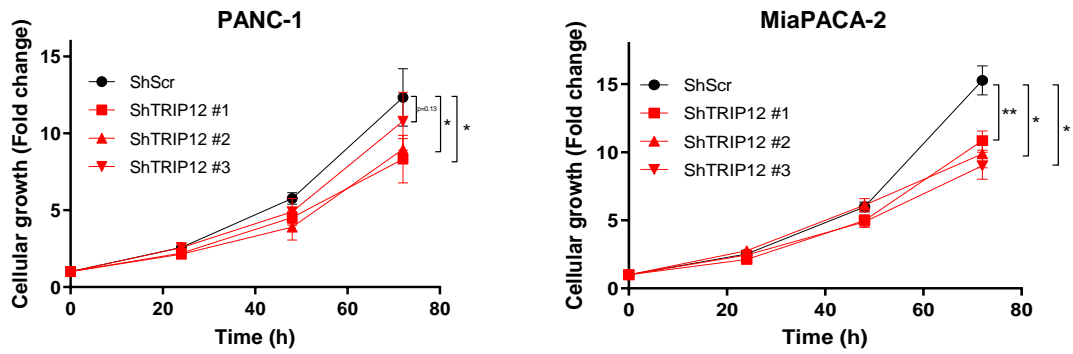 PANC-1
Cellular growth (Fold change)
15
10
5
0
0
20
40
60
80
Time (h)
ShScr
ShTRIP12 #1
ShTRIP12 #2
ShTRIP12 #3
p=0.13
*
*
MiaPACA-2
Cellular growth (Fold change)
15
10
5
0
0
20
40
60
80
Time (h)
ShScr
ShTRIP12 #1
ShTRIP12 #2
ShTRIP12 #3
**
*
*